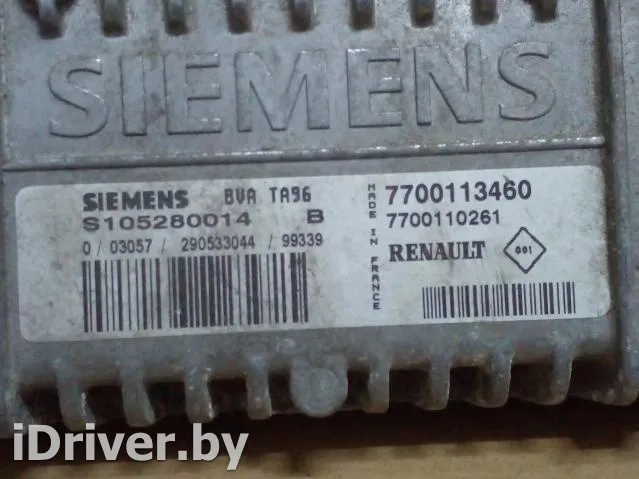 SIEMENS
SIEMENS BVA TA96
S105280014 B
0 / 03057 / 290533044 / 99339
MADE IN FRANCE
7700113460
7700110261
RENAULT 001
iDriver.by